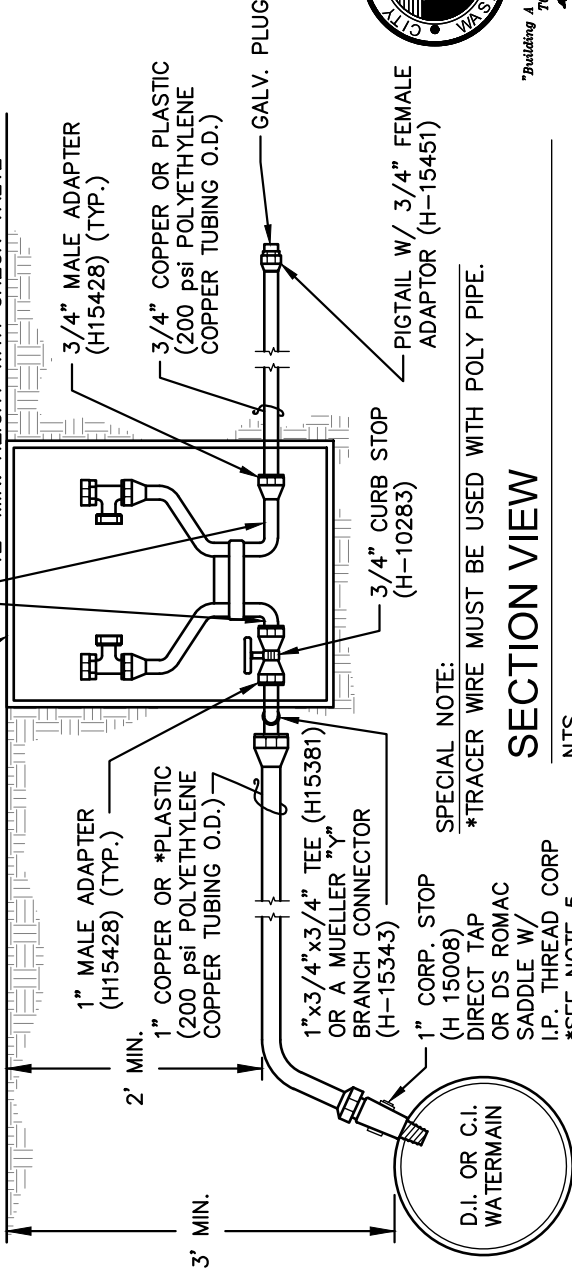 3/4" MALE ADAPTER
(H15428) (TYP.)
3/4" COPPER OR PLASTIC
(200 psi POLYETHYLENE
COPPER TUBING O.D.)
GALV. PLUG
PIGTAIL W/ 3/4" FEMALE
ADAPTOR (H-15451)
3/4" CURB STOP
(H-10283)
1" MALE ADAPTER
(H15428) (TYP.)
1" COPPER OR *PLASTIC
(200 psi POLYETHYLENE
COPPER TUBING O.D.)
1"x3/4"x3/4" TEE (H15381)
OR A MUELLER "Y"
BRANCH CONNECTOR
(H-15343)
1" CORP. STOP
(H 15008)
DIRECT TAP
OR DS ROMAC
SADDLE W/
I.P. THREAD CORP
*SEE NOTE 5
2' MIN.
3' MIN.
D.I. OR C.I.
WATERMAIN
SPECIAL NOTE:
*TRACER WIRE MUST BE USED WITH POLY PIPE.
SECTION VIEW
NTS
CITY
WAS
"Building A